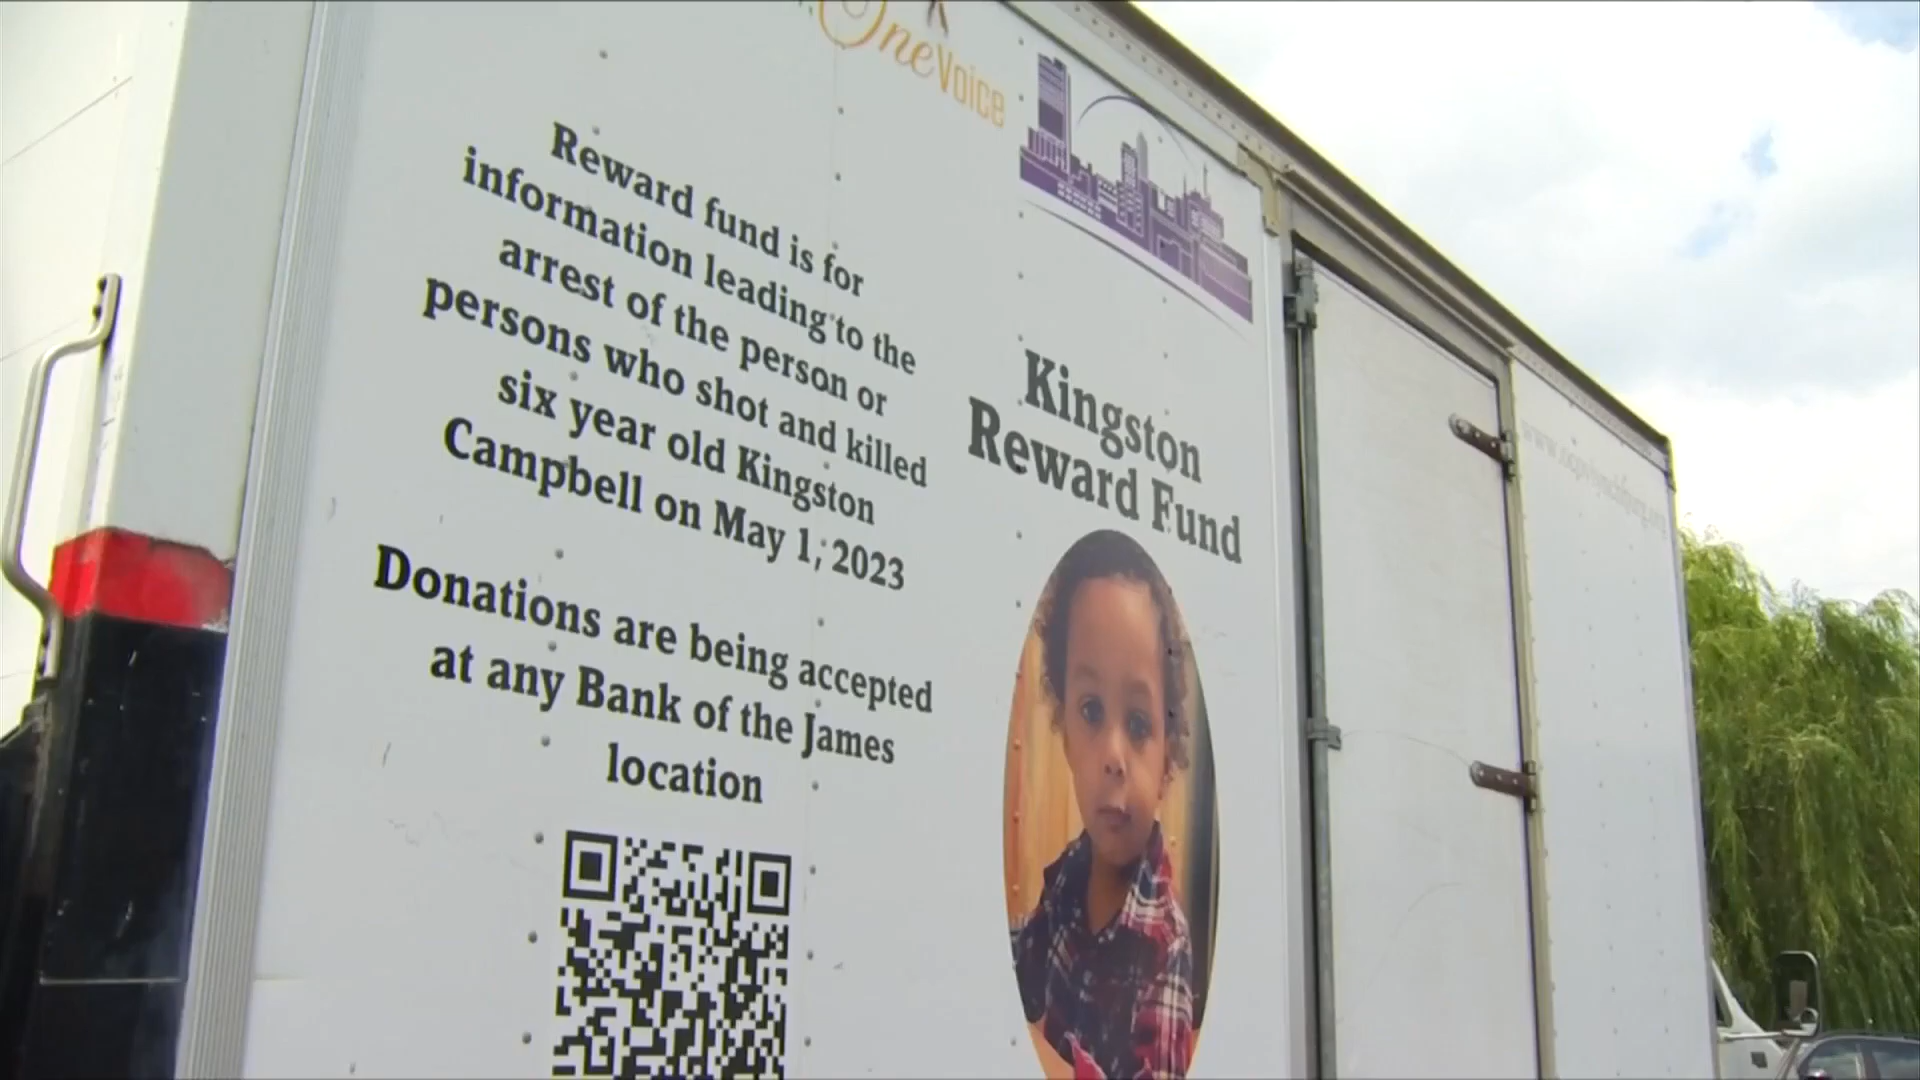 OneVoice
Reward fund is for
information leading to the
arrest of the person or
persons who shot and killed
six year old Kingston
Campbell on May 1, 2023
Donations are being accepted
at any Bank of the James
location
Kingston
Reward Fund